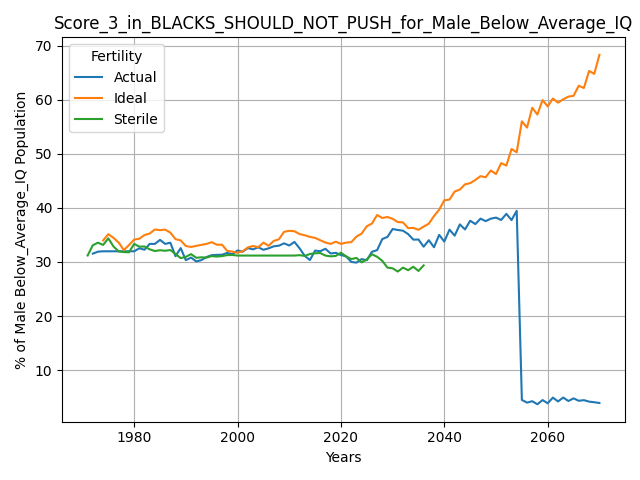 Score_3_in_BLACKS_SHOULD_NOT_PUSH_for_Male_Below_Average_IQ
% of Male Below_Average_IQ Population
70
60
50
40
30
20
10
Fertility
Actual
Ideal
Sterile
1980 2000 2020 2040 2060
Years